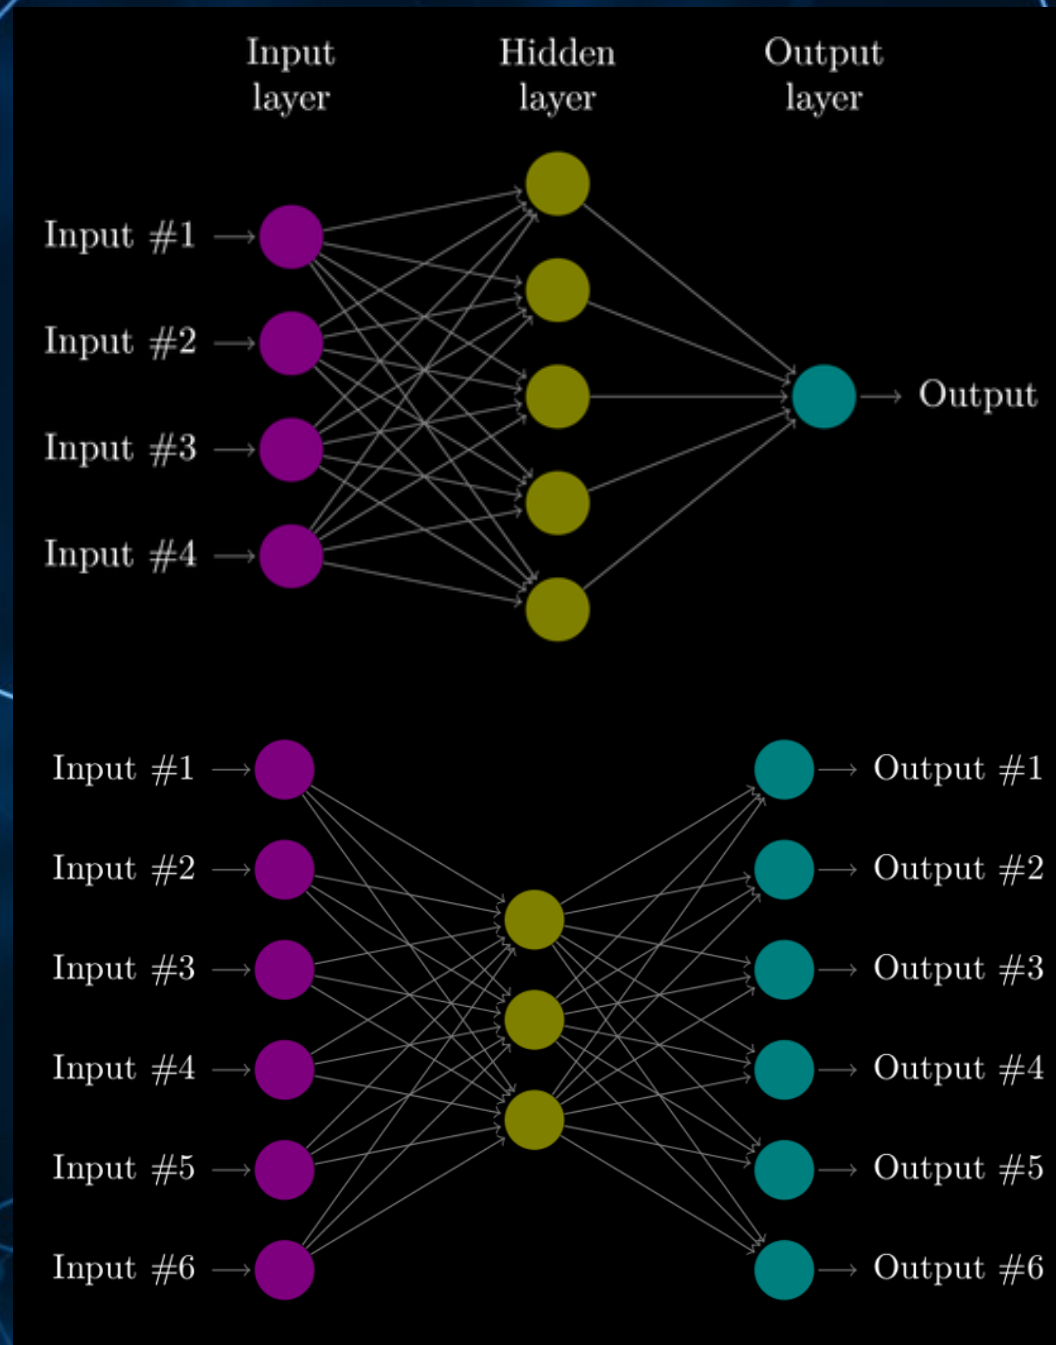 Input
layer
Hidden
layer
Output
layer
Input #1
Input #2
Input #3
Input #4
Output
Input #1
Output #1
Input #2
Output #2
Input #3
Output #3
Input #4
Output #4
Input #5
Output #5
Input #6
Output #6